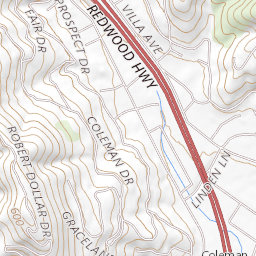 FAIR DR
PROSPECT DR
REDWOOD HWY
VILLA AVE
COLEMAN DR
ROBERT DOLLAR DR
LINDEN LN
600
GRACELAN
Coleman